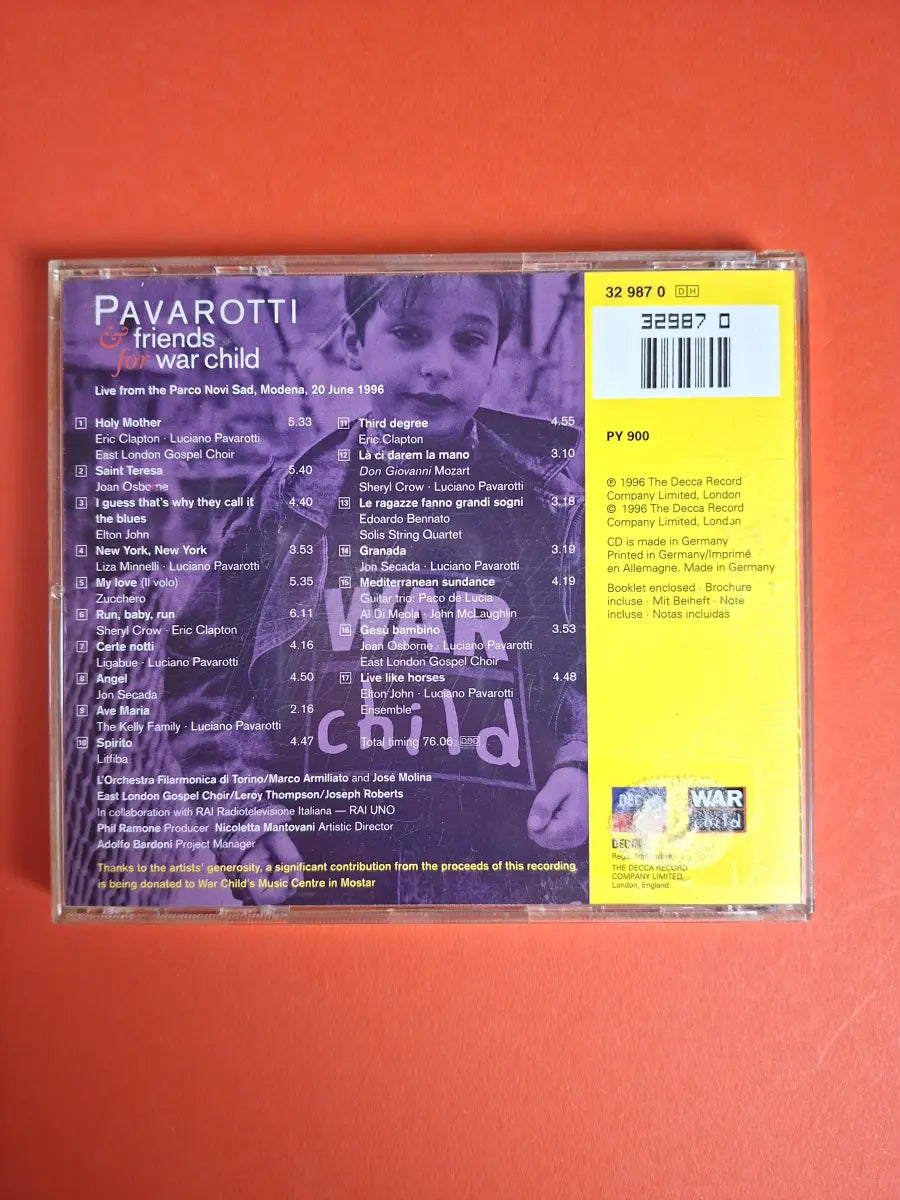 PAVAROTTI
& friends
for war child
Live from the Parco Novi Sad, Modena, 20 June 1996
1 Holy Mother 5.33
Eric Clapton · Luciano Pavarotti
East London Gospel Choir
2 Saint Teresa 5.40
Joan Osborne
3 I guess that's why they call it 4.40
the blues
Elton John
4 New York, New York 3.53
Liza Minnelli · Luciano Pavarotti
5 My love (Il volo) 5.35
Zucchero
6 Run, baby, run 6.11
Sheryl Crow · Eric Clapton
7 Certe notti 4.16
Ligabue · Luciano Pavarotti
8 Angel 4.50
Jon Secada
9 Ave Maria 2.16
The Kelly Family · Luciano Pavarotti
10 Spirito 4.47
Litfiba
11 Third degree 4.55
Eric Clapton
12 Là ci darem la mano 3.10
Don Giovanni Mozart
Sheryl Crow · Luciano Pavarotti
13 Le ragazze fanno grandi sogni 3.18
Edoardo Bennato
Solis String Quartet
14 Granada 3.19
Jon Secada · Luciano Pavarotti
15 Mediterranean sundance 4.19
Guitar trio: Paco de Lucia
Al Di Meola · John McLaughlin
16 Gesù bambino 3.53
Joan Osborne · Luciano Pavarotti
East London Gospel Choir
17 Live like horses 4.48
Elton John · Luciano Pavarotti
Ensemble
Total timing 76.06 DDD
WAR
child
L'Orchestra Filarmonica di Torino/Marco Armiliato and José Molina
East London Gospel Choir/Leroy Thompson/Joseph Roberts
In collaboration with RAI Radiotelevisione Italiana — RAI UNO
Phil Ramone Producer Nicoletta Mantovani Artistic Director
Adolfo Bardoni Project Manager
Thanks to the artists' generosity, a significant contribution from the proceeds of this recording
is being donated to War Child's Music Centre in Mostar
32 987 0 DH
32987 0
PY 900
℗ 1996 The Decca Record
Company Limited, London
© 1996 The Decca Record
Company Limited, London
CD is made in Germany
Printed in Germany/Imprimé
en Allemagne. Made in Germany
Booklet enclosed · Brochure
incluse · Mit Beiheft · Note
incluse · Notas incluidas
WAR
child
DECCA
THE DECCA RECORD
COMPANY LIMITED
London, England